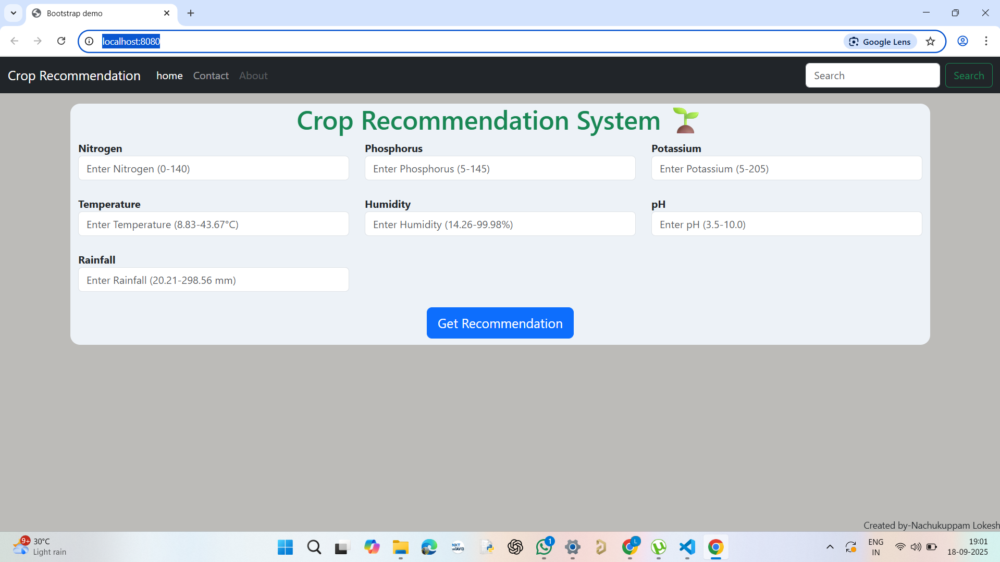 Bootstrap demo
localhost:8080
Google Lens
Crop Recommendation home Contact About
Search Search
Crop Recommendation System
Nitrogen Phosphorus Potassium
Enter Nitrogen (0-140) Enter Phosphorus (5-145) Enter Potassium (5-205)
Temperature Humidity pH
Enter Temperature (8.83-43.67°C) Enter Humidity (14.26-99.98%) Enter pH (3.5-10.0)
Rainfall
Enter Rainfall (20.21-298.56 mm)
Get Recommendation
Created by-Nachukuppam Lokesh
9+ 30°C
Light rain
NXT
WAVE
1
L
ENG
IN
19:01
18-09-2025